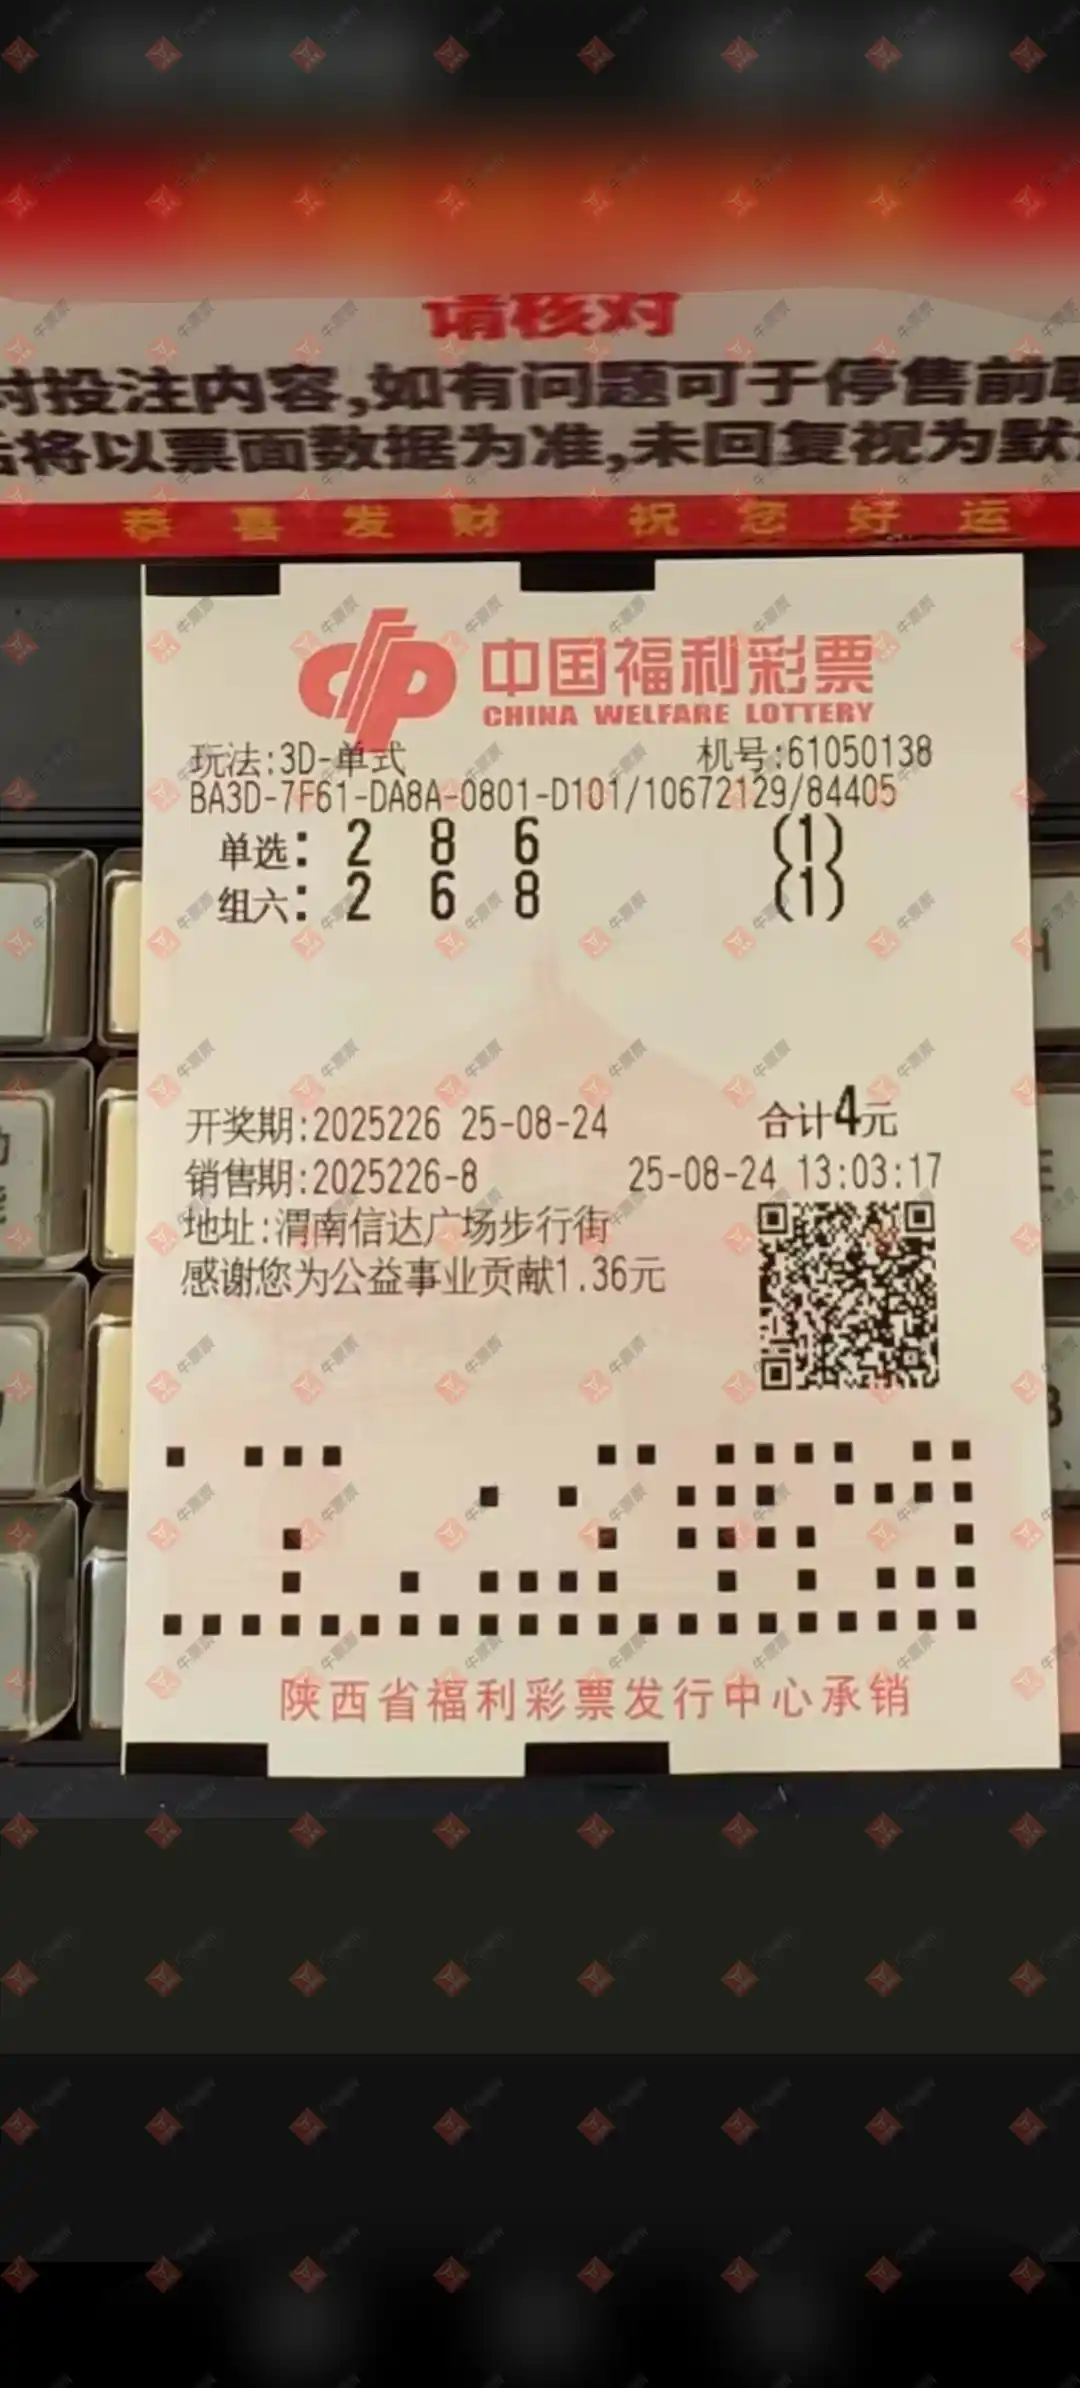 请核对
对投注内容,如有问题可于停售前联
将以票面数据为准,未回复视为默
恭喜发财 祝您好运
中国福利彩票
CHINA WELFARE LOTTERY
玩法:3D-单式 机号:61050138
BA3D-7F61-DA8A-0801-D101/10672129/84405
单选: 2 8 6 (1)
组六: 2 6 8 (1)
开奖期:2025226 25-08-24 合计4元
销售期:2025226-8 25-08-24 13:03:17
地址:渭南信达广场步行街
感谢您为公益事业贡献1.36元
陕西省福利彩票发行中心承销